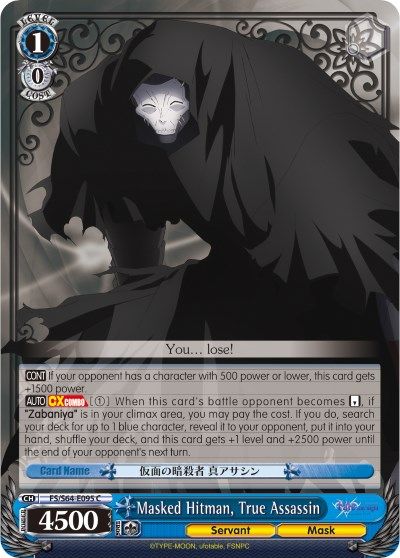 LEVEL
1
0
COST
You... lose!
CONT If your opponent has a character with 500 power or lower, this card gets
+1500 power.
AUTO CXCOMBO [①] When this card's battle opponent becomes , if
"Zabaniya" is in your climax area, you may pay the cost. If you do, search
your deck for up to 1 blue character, reveal it to your opponent, put it into
your hand, shuffle your deck, and this card gets +1 level and +2500 power until
the end of your opponent's next turn.
Card Name 仮面の暗殺者 真アサシン
CH FS/S64-E095 C
POWER 4500 SOUL Masked Hitman, True Assassin
Servant Mask
©TYPE-MOON, ufotable, FSNPC